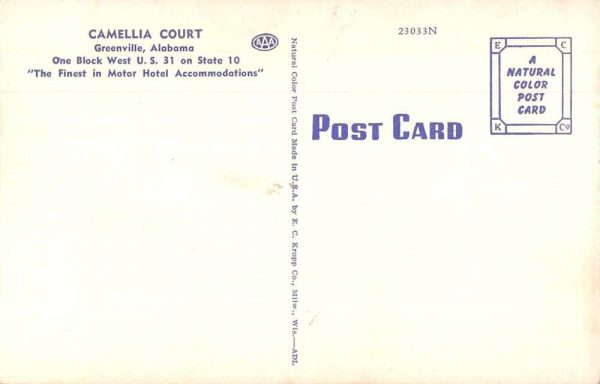 CAMELLIA COURT
Greenville, Alabama
One Block West U. S. 31 on State 10
"The Finest in Motor Hotel Accommodations"
AAA
Natural Color Post Card Made in U.S.A. by E. C. Kropp Co., Milw., Wis.—ADL
23033N
POST CARD
E C
A
NATURAL
COLOR
POST
CARD
K Co